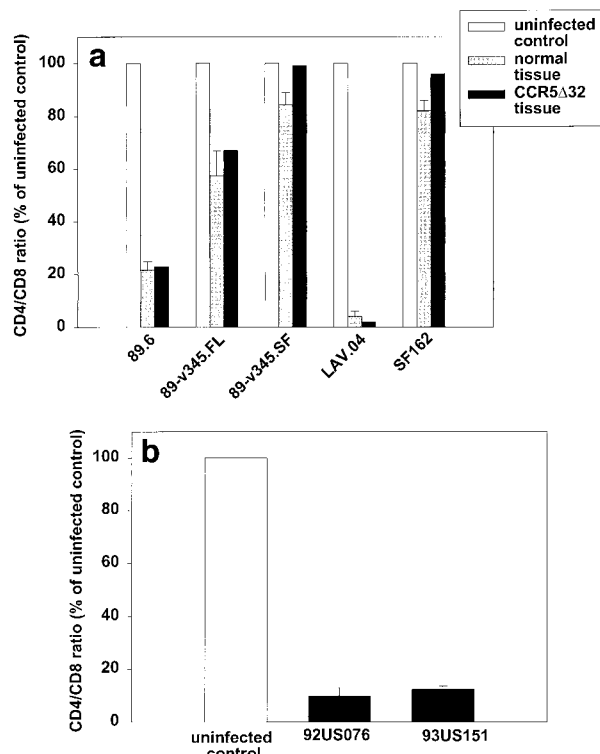 uninfected
control
normal
tissue
CCR5Δ32
tissue
a
CD4/CD8 ratio (% of uninfected control)
100
80
60
40
20
0
89.6
89-v345.FL
89-v345.SF
LAV.04
SF162
b
CD4/CD8 ratio (% of uninfected control)
100
80
60
40
20
0
uninfected
control
92US076
93US151